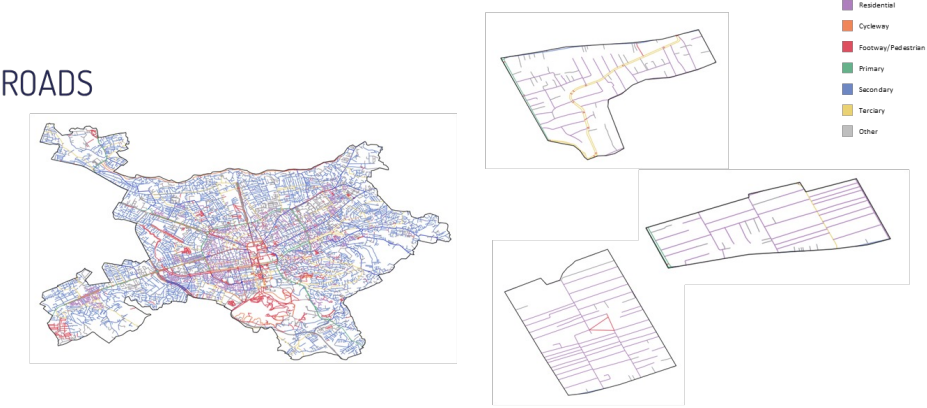 ROADS
Residential
Cycleway
Footway/Pedestrian
Primary
Secondary
Terciary
Other